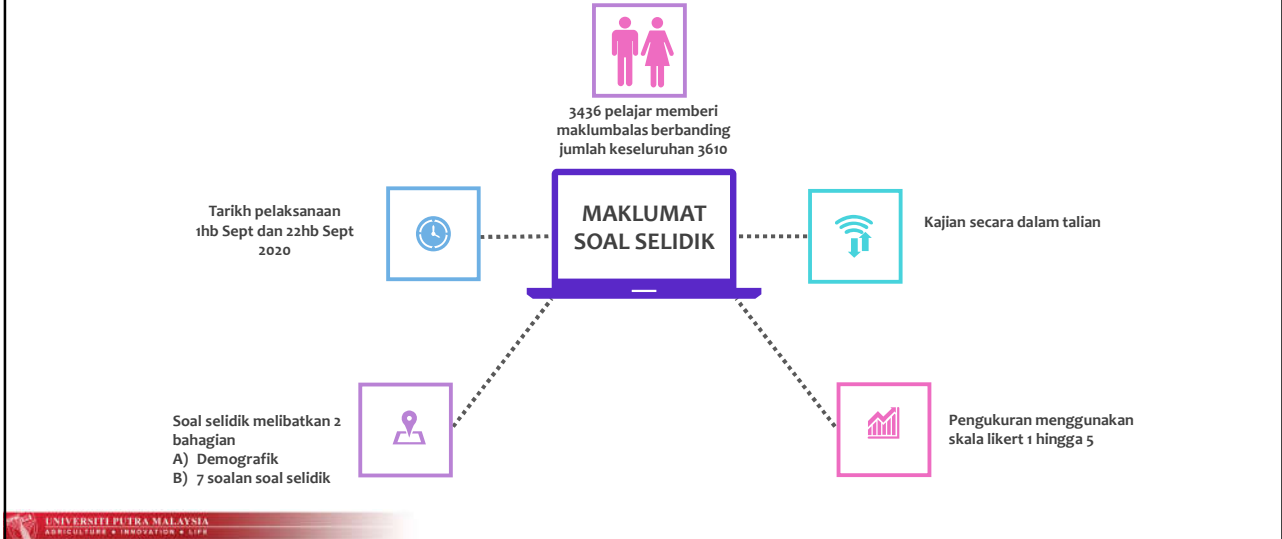 3436 pelajar memberi
maklumbalas berbanding
jumlah keseluruhan 3610
MAKLUMAT
SOAL SELIDIK
Tarikh pelaksanaan
1hb Sept dan 22hb Sept
2020
Kajian secara dalam talian
Soal selidik melibatkan 2
bahagian
A) Demografik
B) 7 soalan soal selidik
Pengukuran menggunakan
skala likert 1 hingga 5
UNIVERSITI PUTRA MALAYSIA
AGRICULTURE • INNOVATION • LIFE